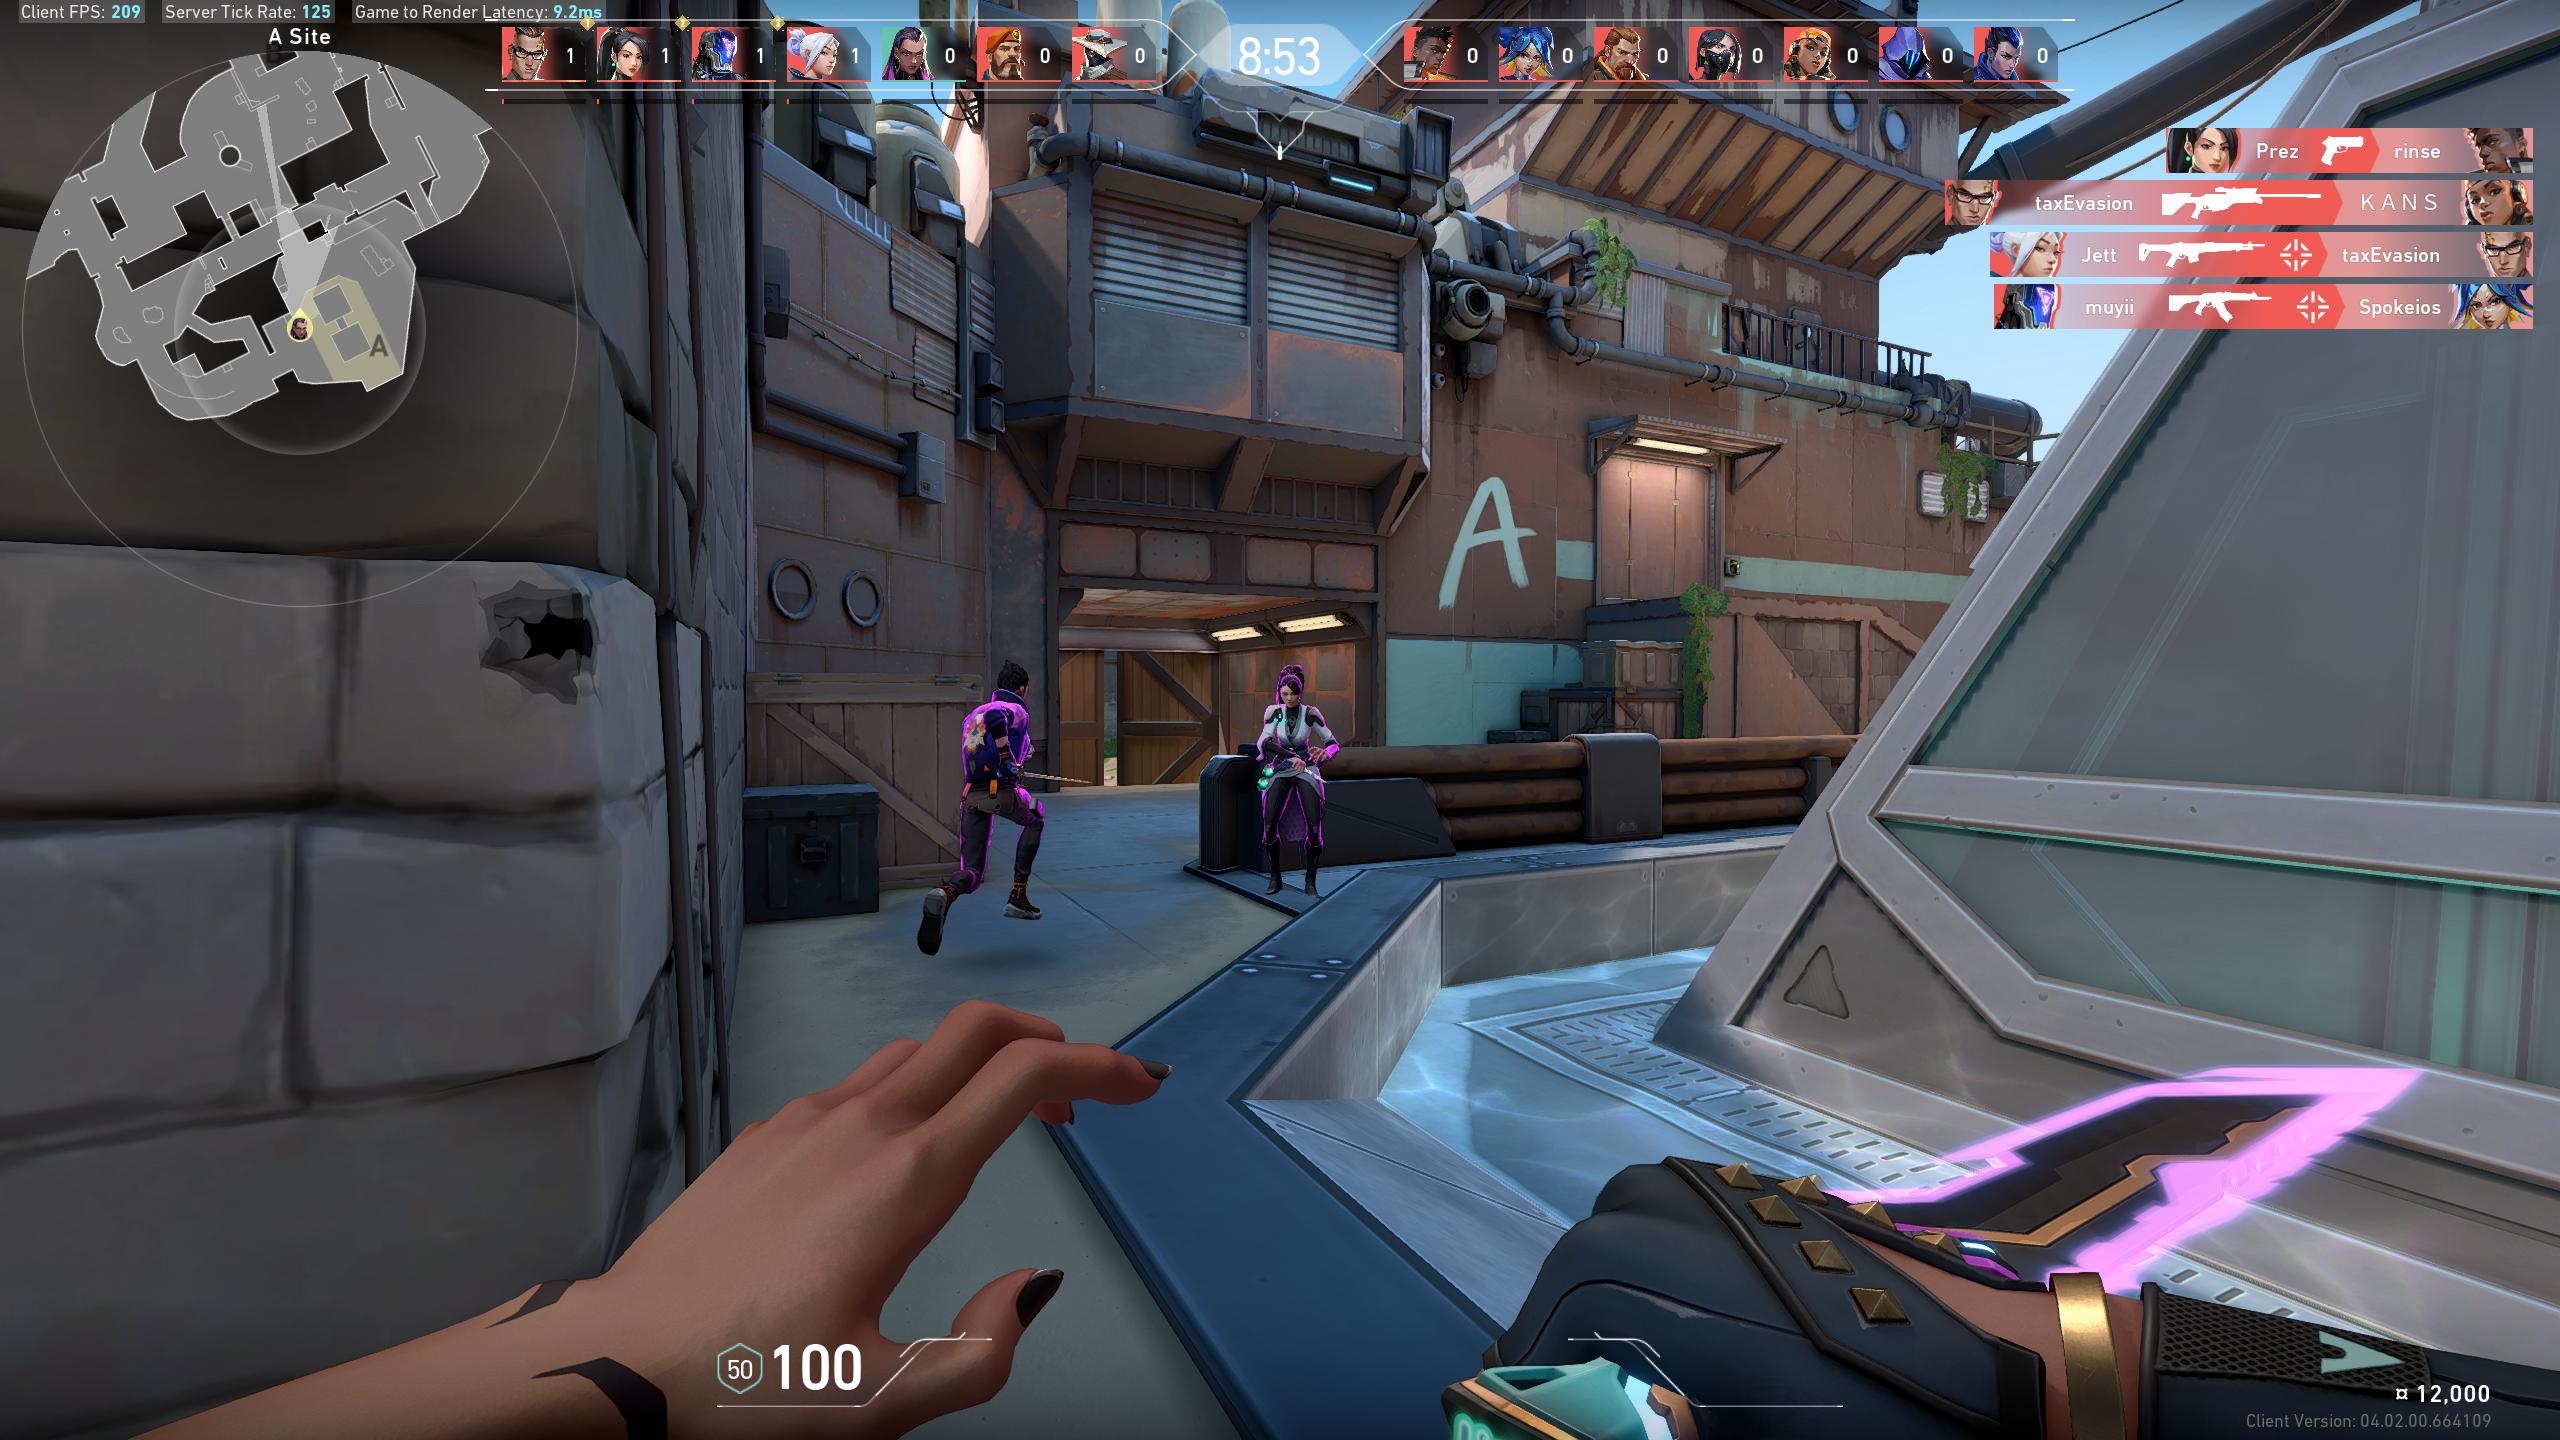 Client FPS: 209 Server Tick Rate: 125 Game to Render Latency: 9.2ms
A Site
B
A
1 1 1 1 0 0 0
8:53
0 0 0 0 0 0 0
Prez rinse
taxEvasion KANS
Jett taxEvasion
muyii Spokeios
A
50 100
¤ 12,000
Client Version: 04.02.00.664109